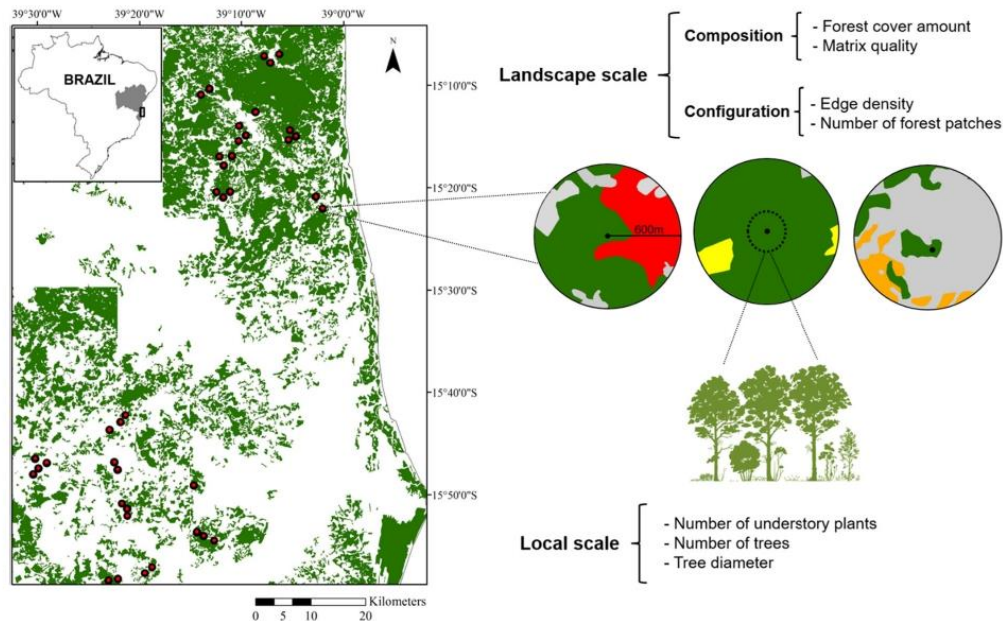 39°30'0"W 39°20'0"W 39°10'0"W 39°0'0"W
BRAZIL
N
15°10'0"S
15°20'0"S
15°30'0"S
15°40'0"S
15°50'0"S
Kilometers
0 5 10 20
Landscape scale
Composition
- Forest cover amount
- Matrix quality
Configuration
- Edge density
- Number of forest patches
600m
Local scale
- Number of understory plants
- Number of trees
- Tree diameter